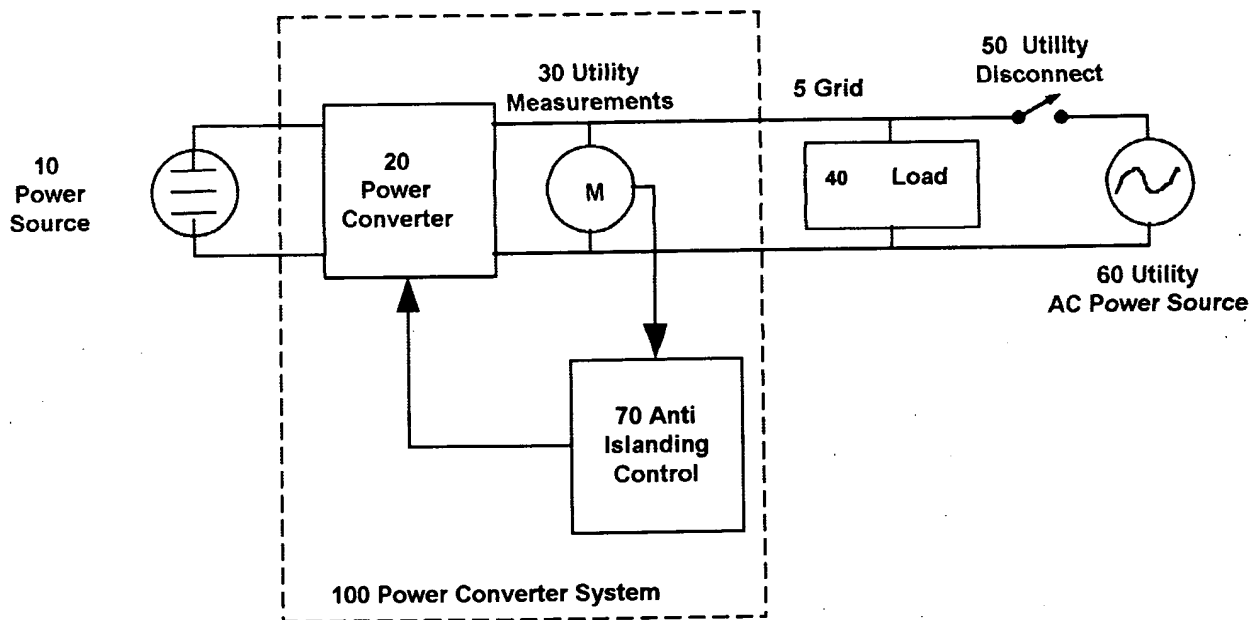 50 Utility
Disconnect
30 Utility
Measurements
5 Grid
10
Power
Source
20
Power
Converter
M
40 Load
60 Utility
AC Power Source
70 Anti
Islanding
Control
100 Power Converter System